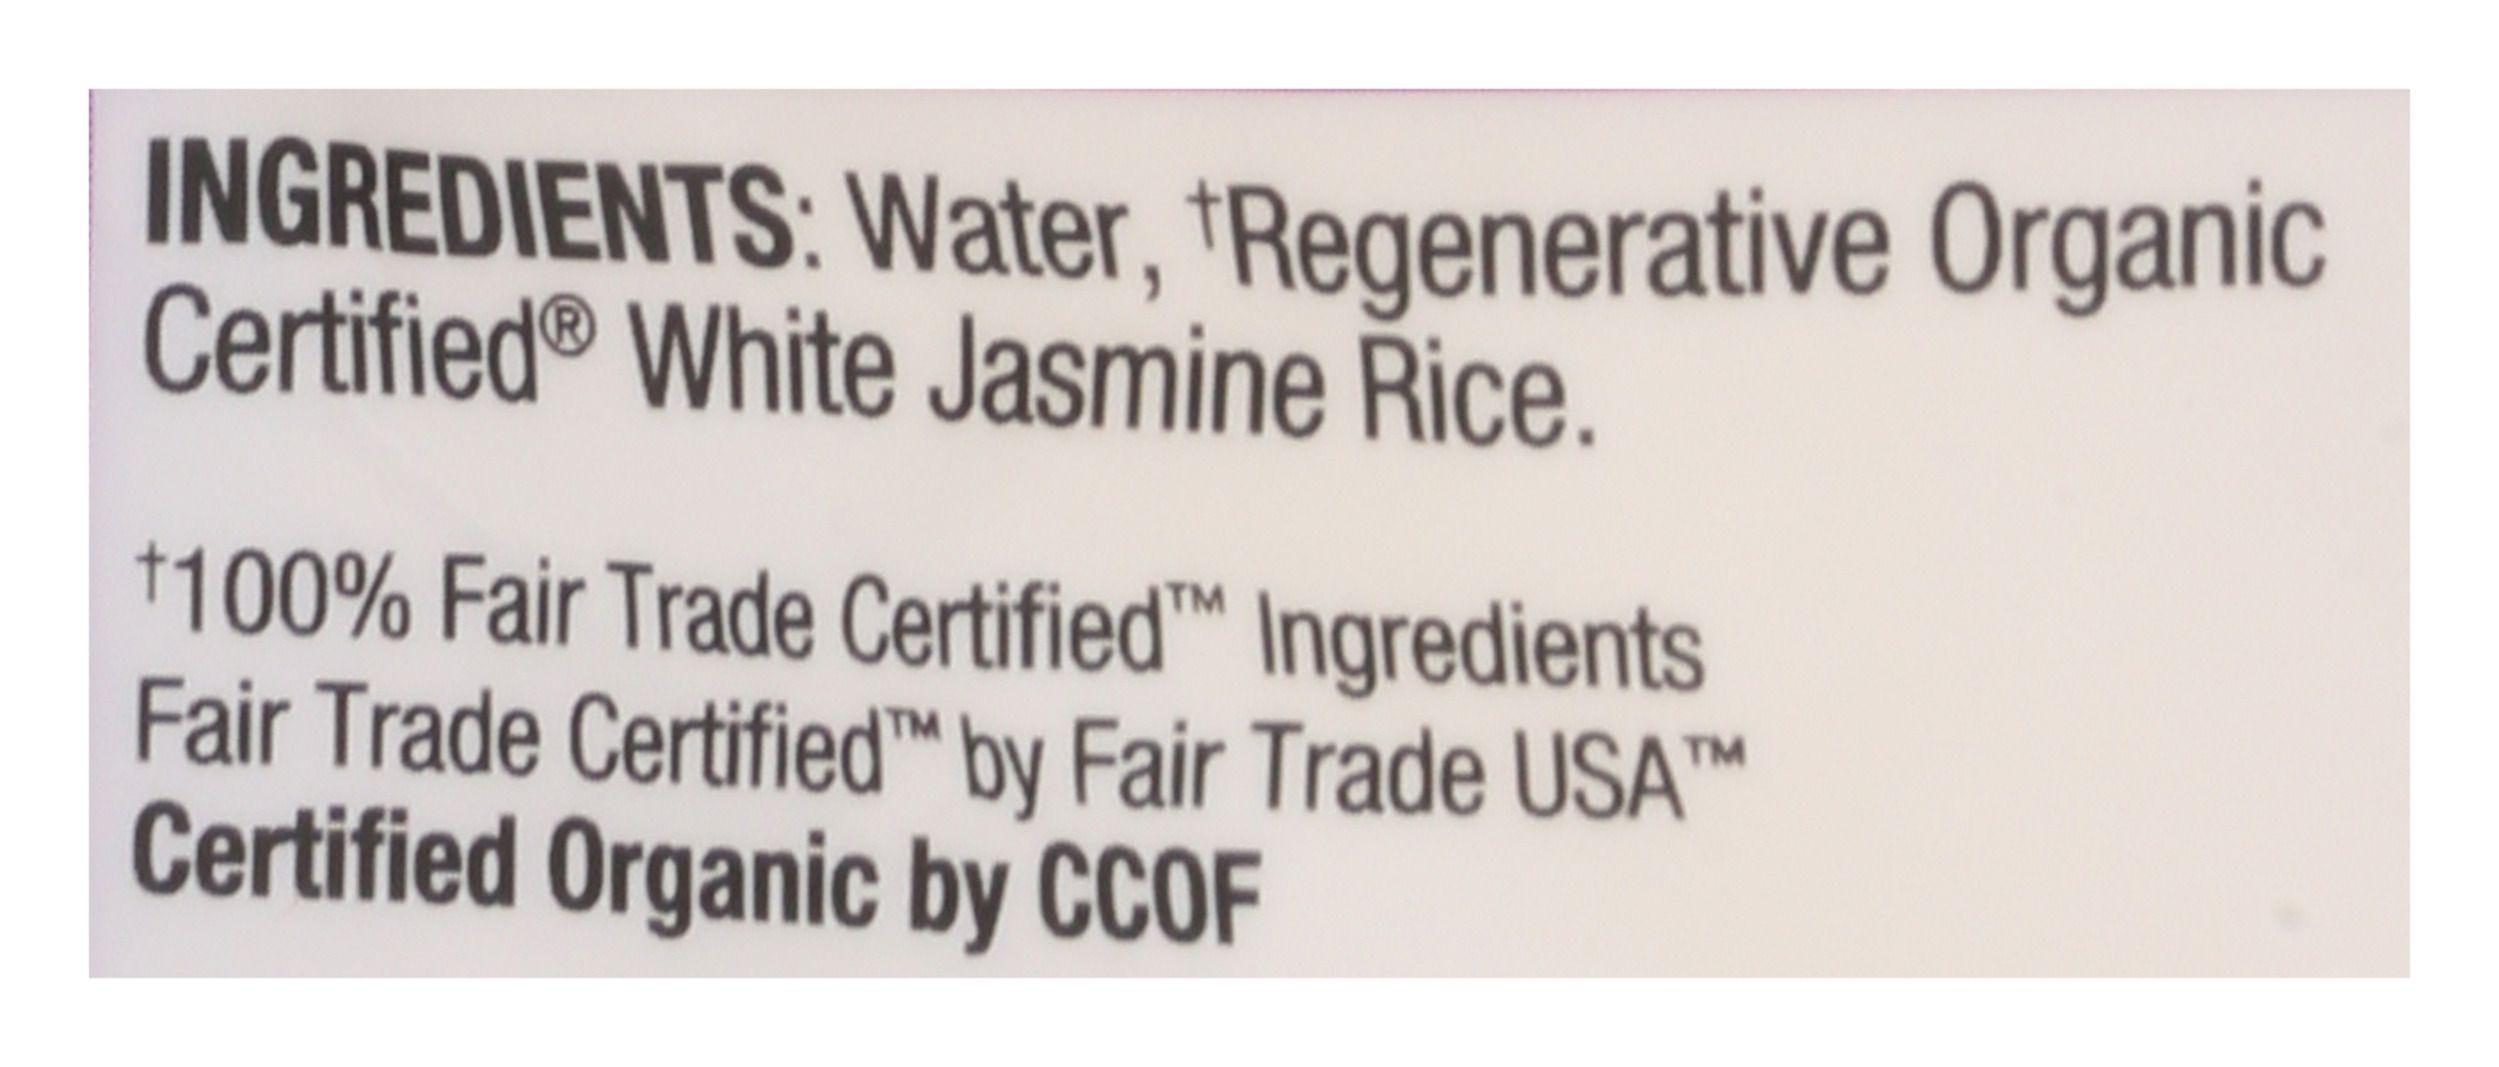 INGREDIENTS: Water, †Regenerative Organic
Certified® White Jasmine Rice.
†100% Fair Trade Certified™ Ingredients
Fair Trade Certified™ by Fair Trade USA™
Certified Organic by CCOF